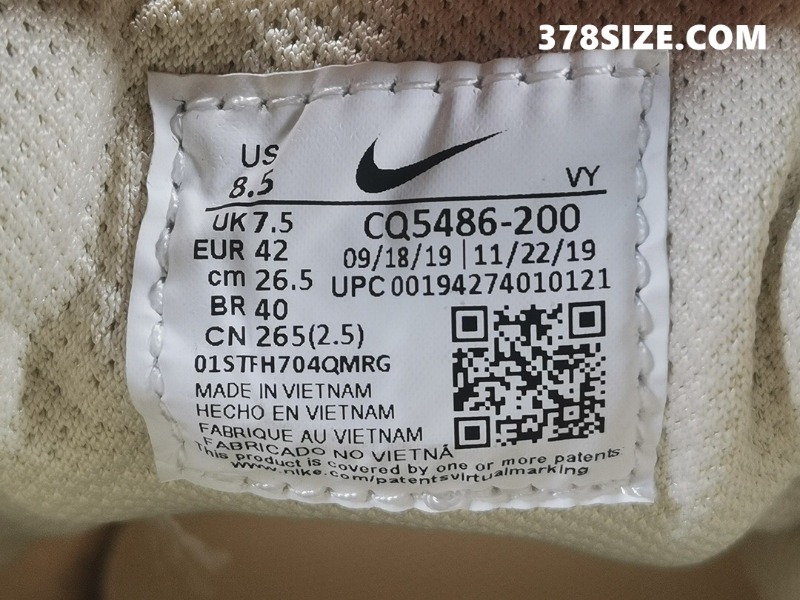 378SIZE.COM
US
8.5
VY
UK 7.5
CQ5486-200
EUR 42
09/18/19 | 11/22/19
cm 26.5
UPC 00194274010121
BR 40
CN 265(2.5)
01STFH704QMRG
MADE IN VIETNAM
HECHO EN VIETNAM
FABRIQUE AU VIETNAM
FABRICADO NO VIETNÃ
This product is covered by one or more patents:
www.nike.com/patentsvirtualmarking